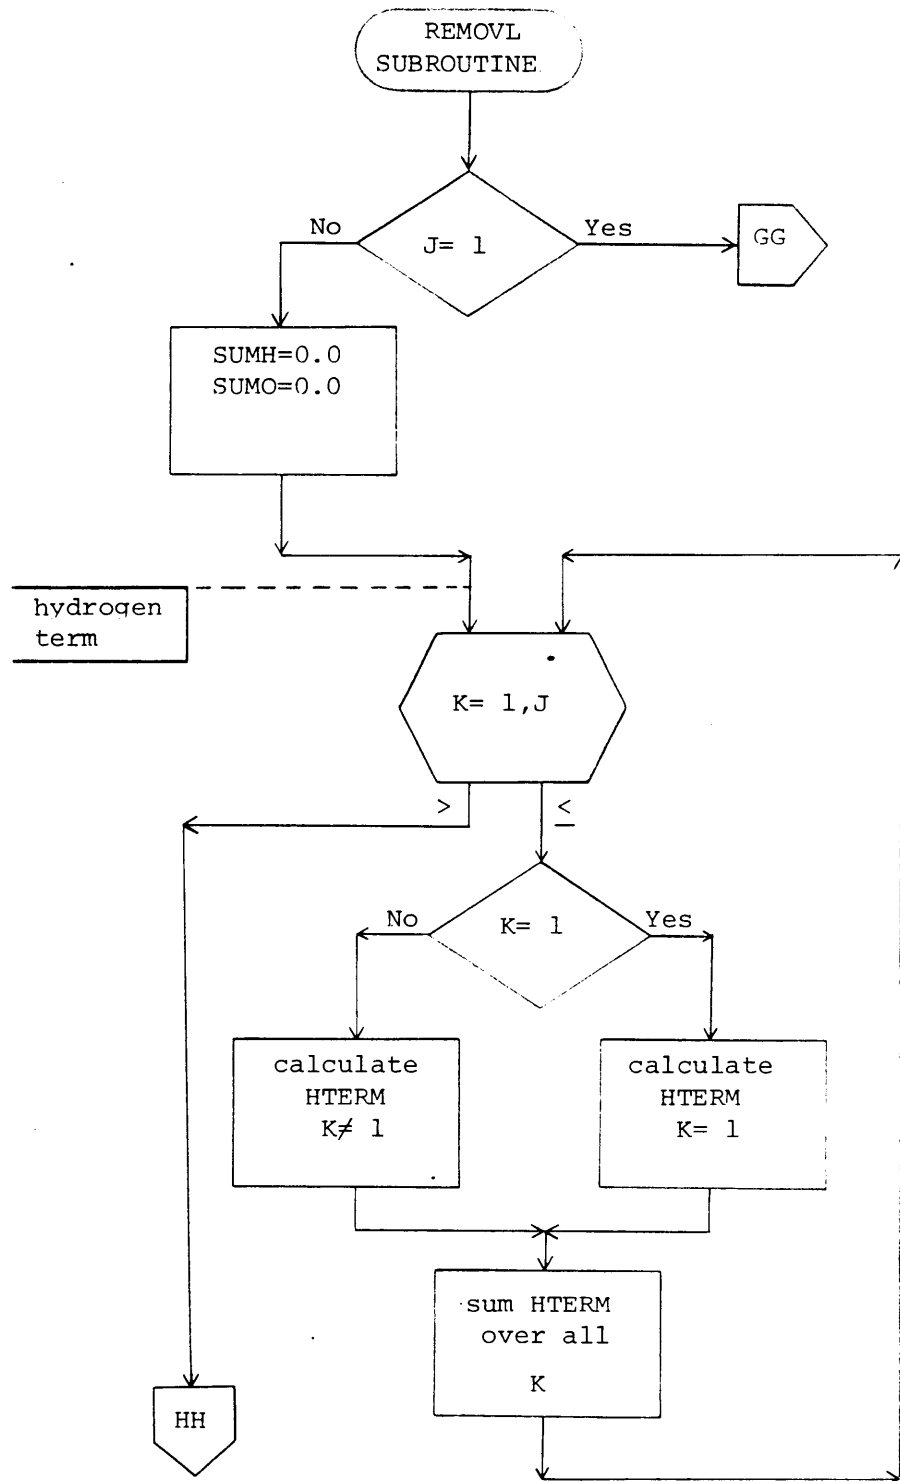 REMOVL
SUBROUTINE
No
J= 1
Yes
GG
SUMH=0.0
SUMO=0.0
hydrogen
term
K= 1,J
>
≤
No
K= 1
Yes
calculate
HTERM
K≠ 1
calculate
HTERM
K= 1
sum HTERM
over all
K
HH